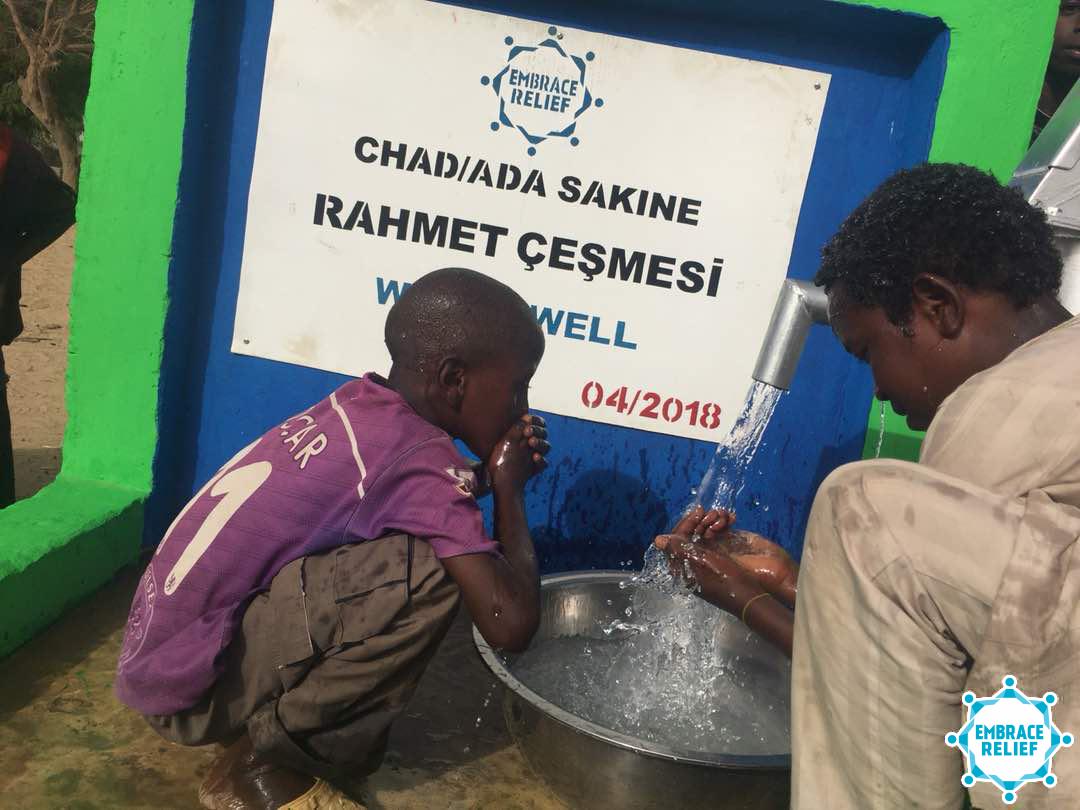 EMBRACE
RELIEF
CHAD/ADA SAKINE
RAHMET ÇEŞMESİ
WELL
04/2018
EMBRACE
RELIEF